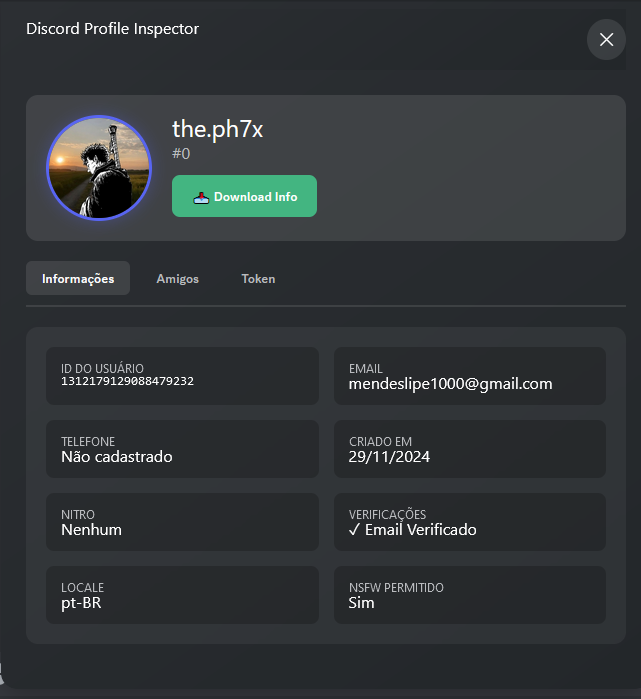 Discord Profile Inspector
the.ph7x
#0
Download Info
Informações
Amigos
Token
ID DO USUÁRIO
1312179129088479232
EMAIL
mendeslipe1000@gmail.com
TELEFONE
Não cadastrado
CRIADO EM
29/11/2024
NITRO
Nenhum
VERIFICAÇÕES
✓ Email Verificado
LOCALE
pt-BR
NSFW PERMITIDO
Sim